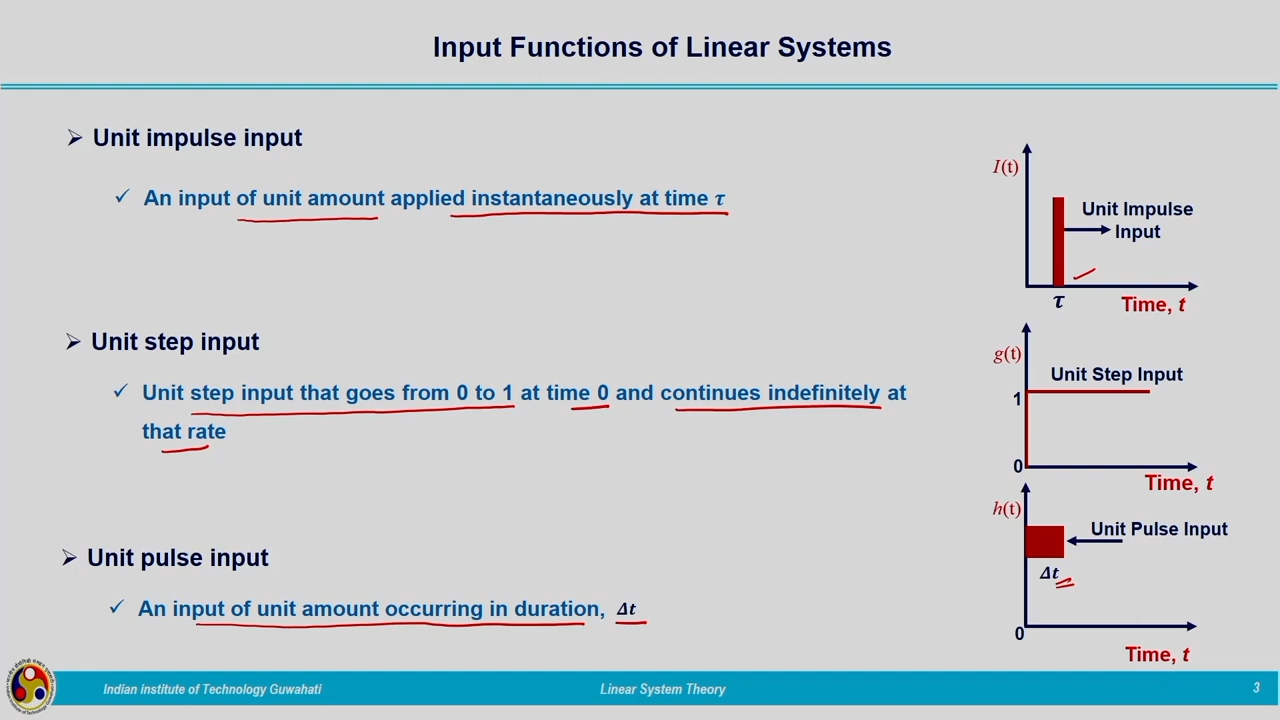 Input Functions of Linear Systems
➢ Unit impulse input
✓ An input of unit amount applied instantaneously at time τ
I(t)
Unit Impulse
Input
τ
Time, t
➢ Unit step input
✓ Unit step input that goes from 0 to 1 at time 0 and continues indefinitely at
that rate
g(t)
Unit Step Input
1
0
Time, t
➢ Unit pulse input
✓ An input of unit amount occurring in duration, Δt
h(t)
Unit Pulse Input
Δt
0
Time, t
Indian institute of Technology Guwahati
Linear System Theory
3